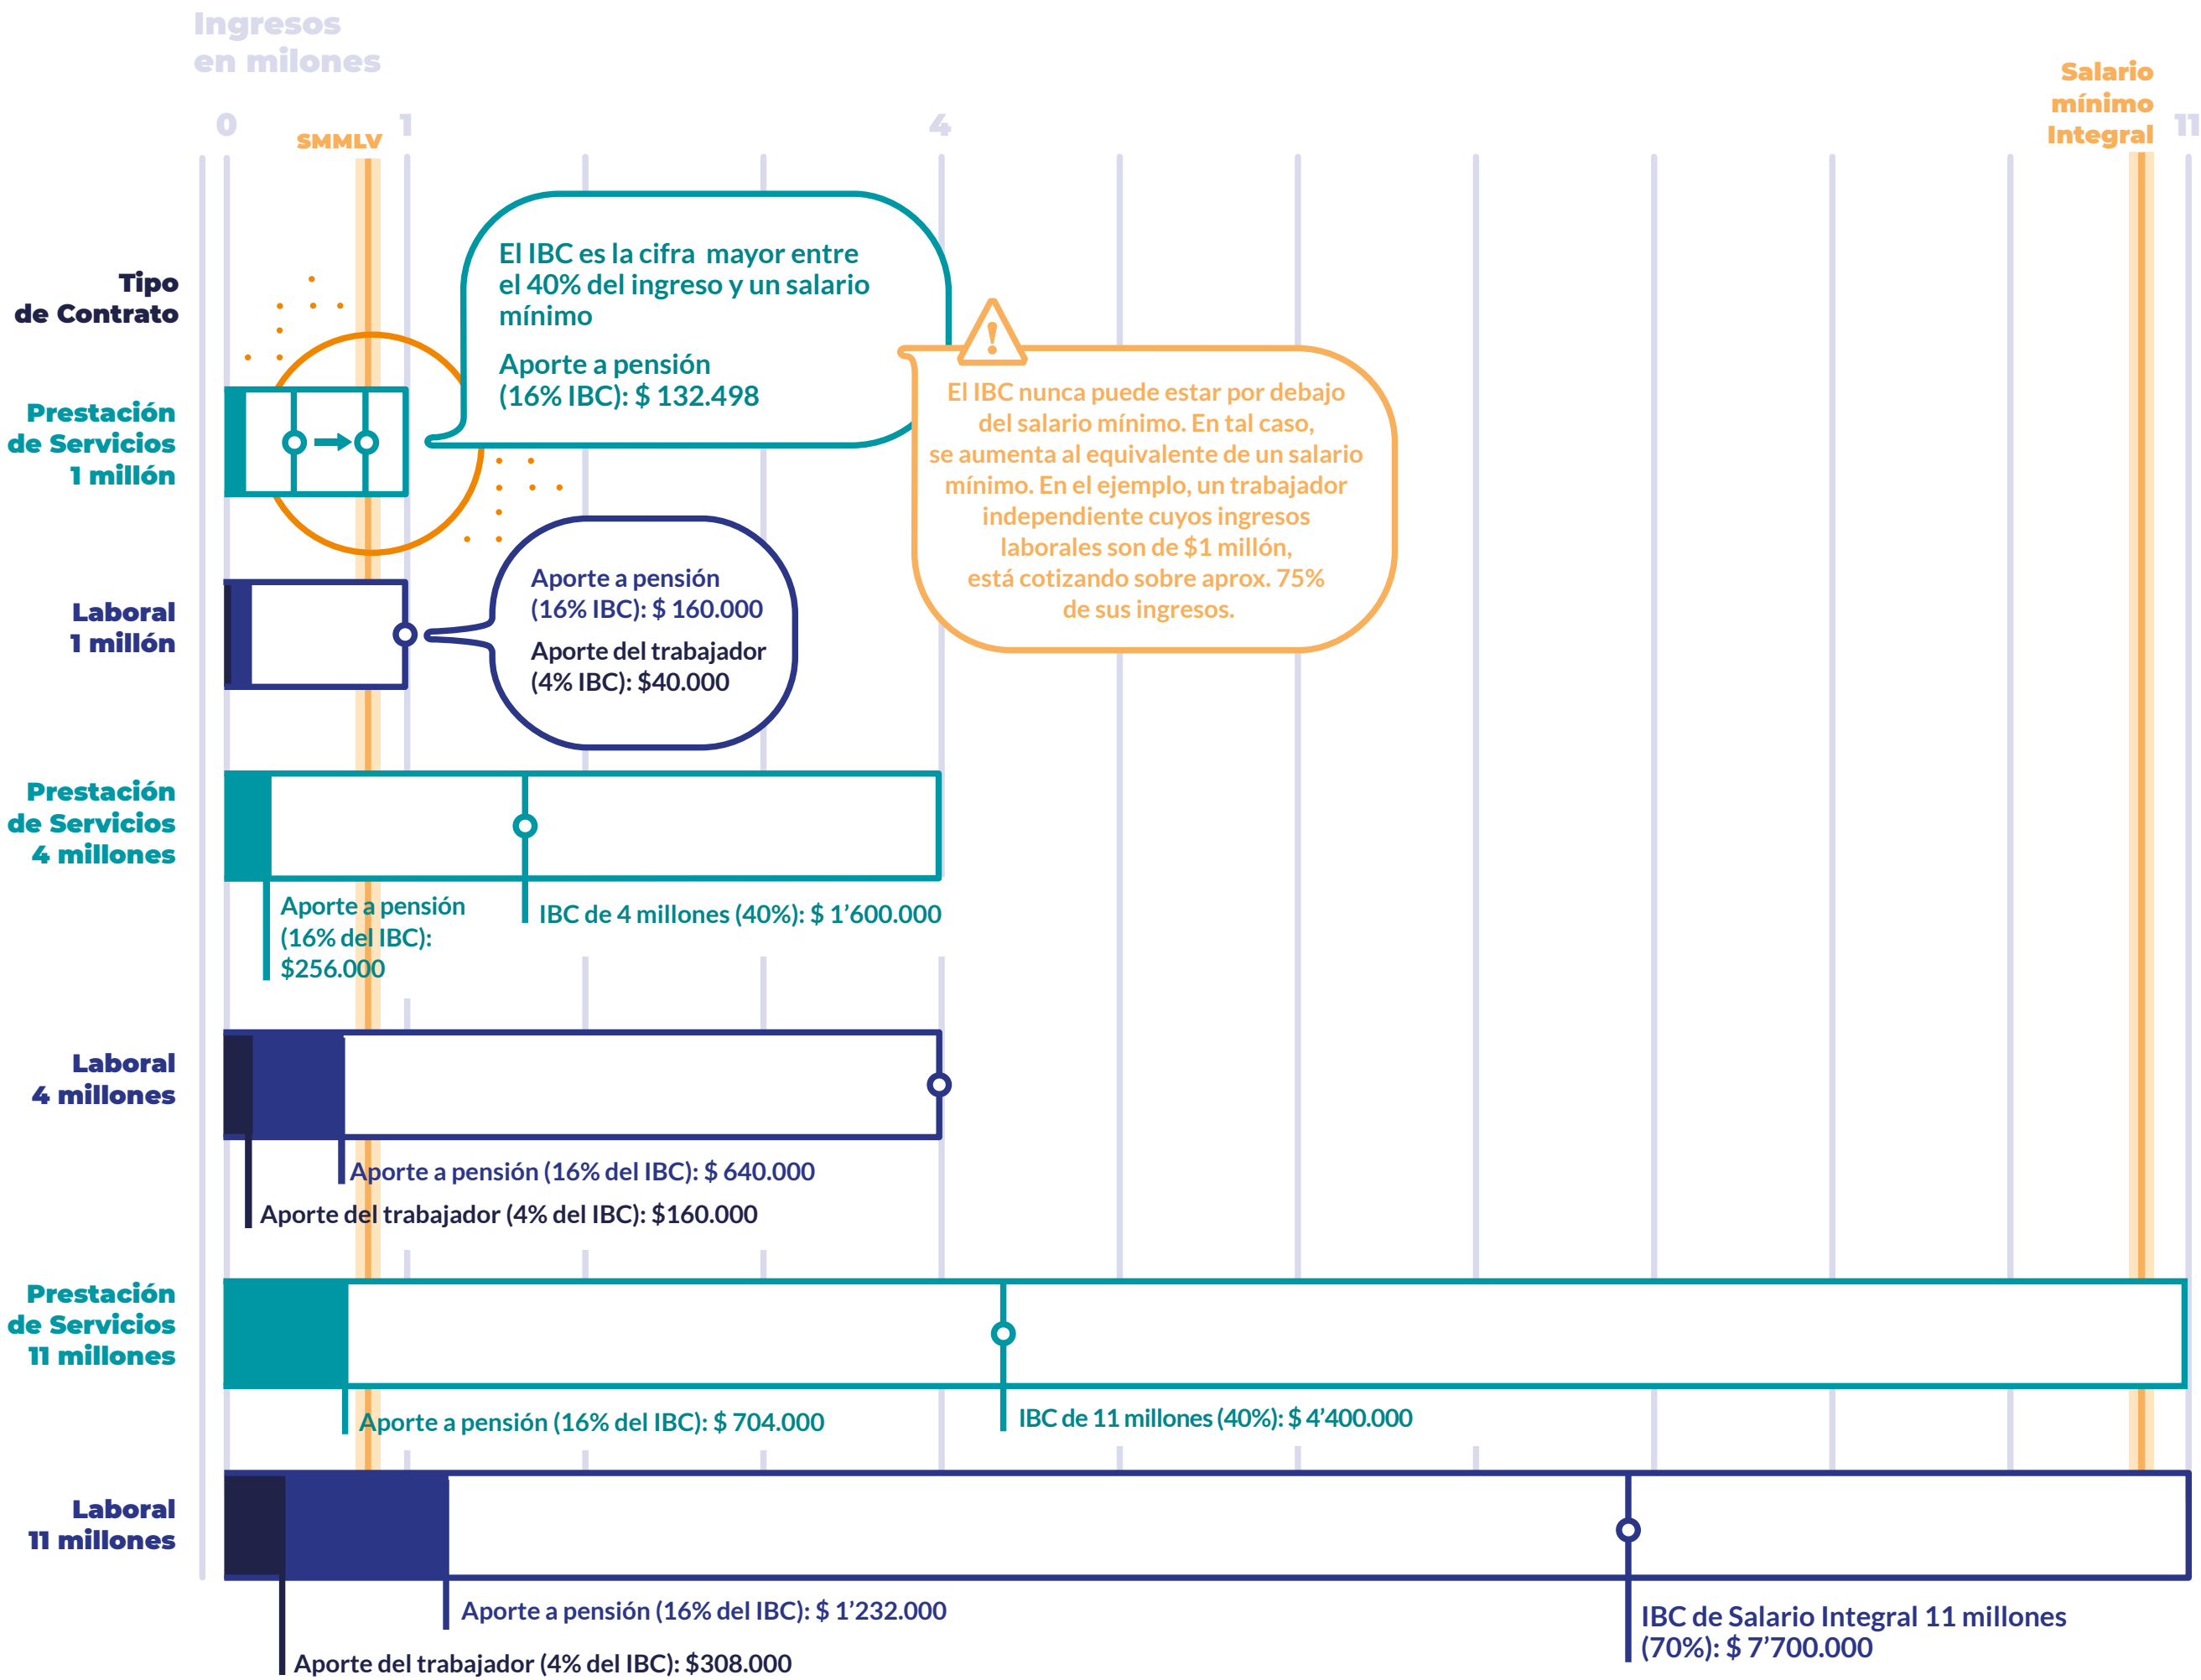 Ingresos
en milones
0
SMMLV
1
4
Salario
mínimo
Integral
11
Tipo
de Contrato
El IBC es la cifra  mayor entre
el 40% del ingreso y un salario
mínimo
Aporte a pensión
(16% IBC): $ 132.498
El IBC nunca puede estar por debajo
del salario mínimo. En tal caso,
se aumenta al equivalente de un salario
mínimo. En el ejemplo, un trabajador
independiente cuyos ingresos
laborales son de $1 millón,
está cotizando sobre aprox. 75%
de sus ingresos.
Prestación
de Servicios
1 millón
Laboral
1 millón
Aporte a pensión
(16% IBC): $ 160.000
Aporte del trabajador
(4% IBC): $40.000
Prestación
de Servicios
4 millones
Aporte a pensión
(16% del IBC):
$256.000
IBC de 4 millones (40%): $ 1’600.000
Laboral
4 millones
Aporte a pensión (16% del IBC): $ 640.000
Aporte del trabajador (4% del IBC): $160.000
Prestación
de Servicios
11 millones
Aporte a pensión (16% del IBC): $ 704.000
IBC de 11 millones (40%): $ 4’400.000
Laboral
11 millones
Aporte a pensión (16% del IBC): $ 1’232.000
Aporte del trabajador (4% del IBC): $308.000
IBC de Salario Integral 11 millones
(70%): $ 7’700.000